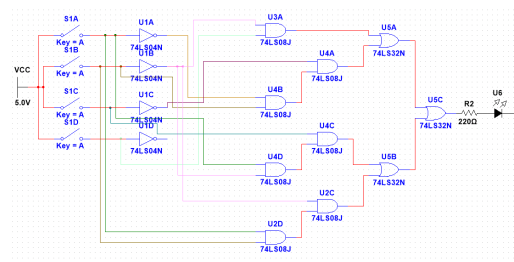 S1A
Key = A
S1B
Key = A
S1C
Key = A
S1D
Key = A
VCC
5.0V
U1A
74LS04N
U1B
74LS04N
U1C
74LS04N
U1D
74LS04N
U3A
74LS08J
U4A
74LS08J
U4B
74LS08J
U4C
74LS08J
U4D
74LS08J
U2C
74LS08J
U2D
74LS08J
U5A
74LS32N
U5B
74LS32N
U5C
74LS32N
R2
220Ω
U6